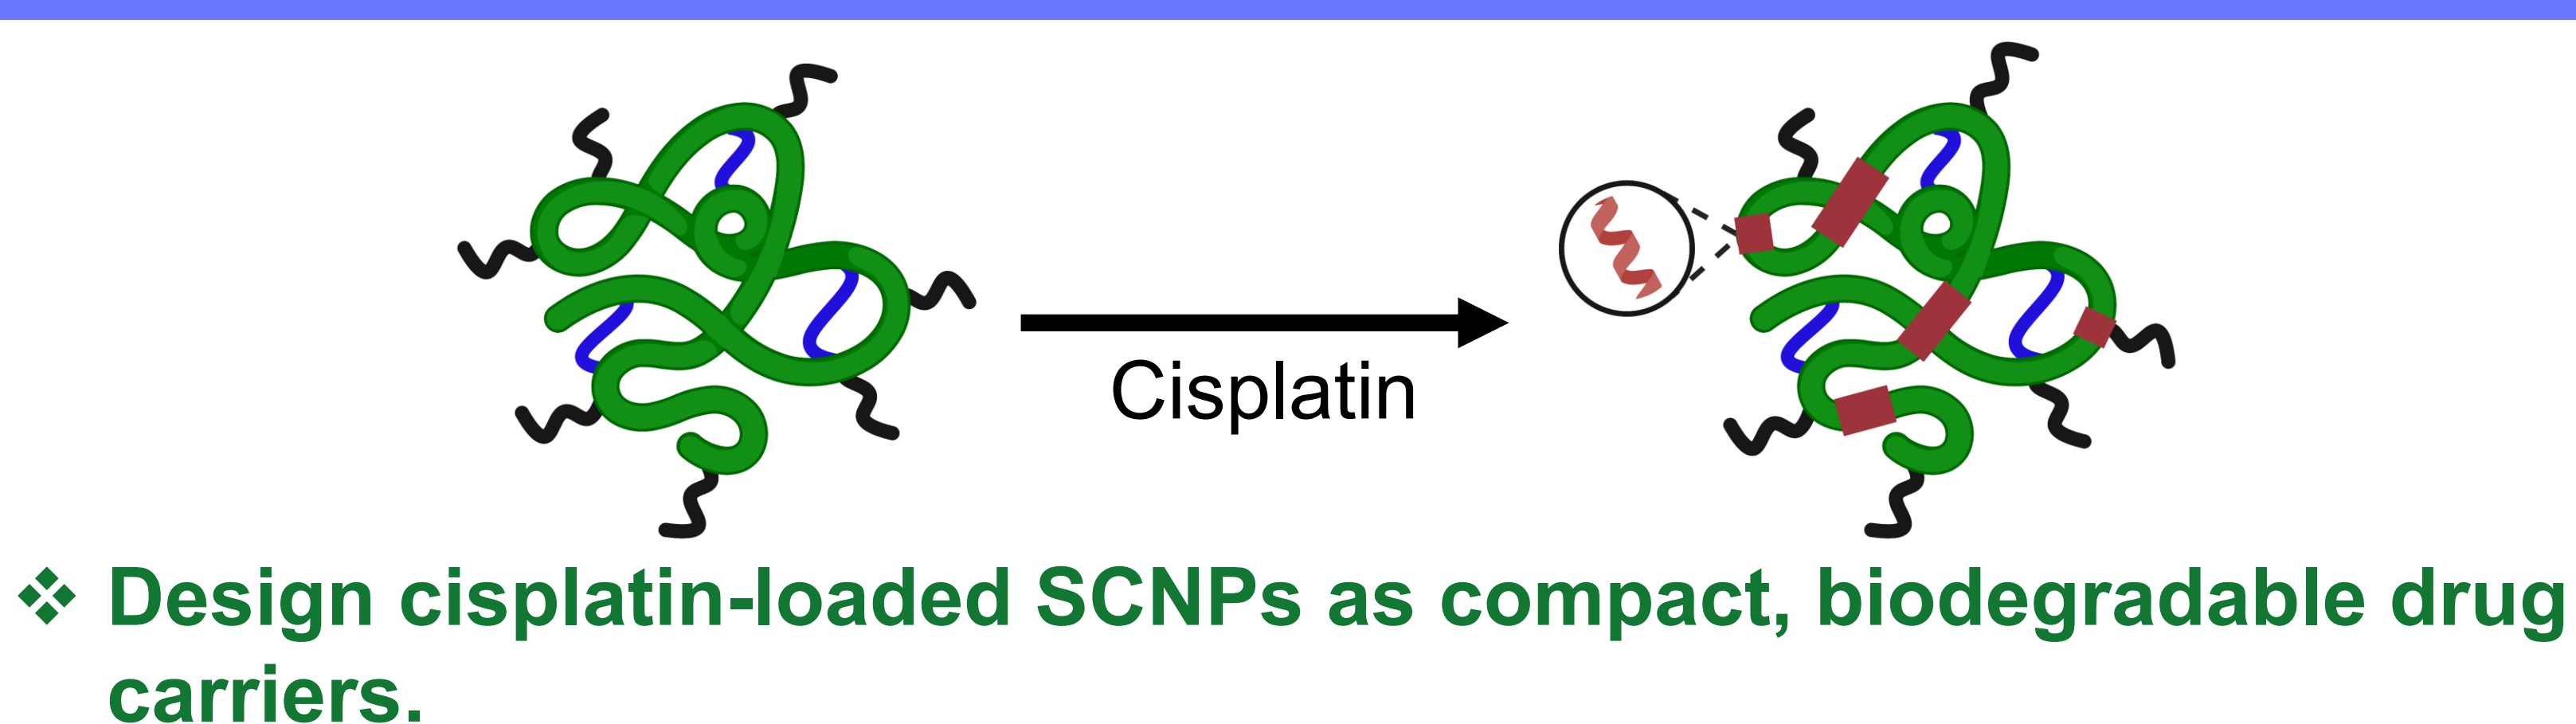 Cisplatin
❖ Design cisplatin-loaded SCNPs as compact, biodegradable drug
carriers.